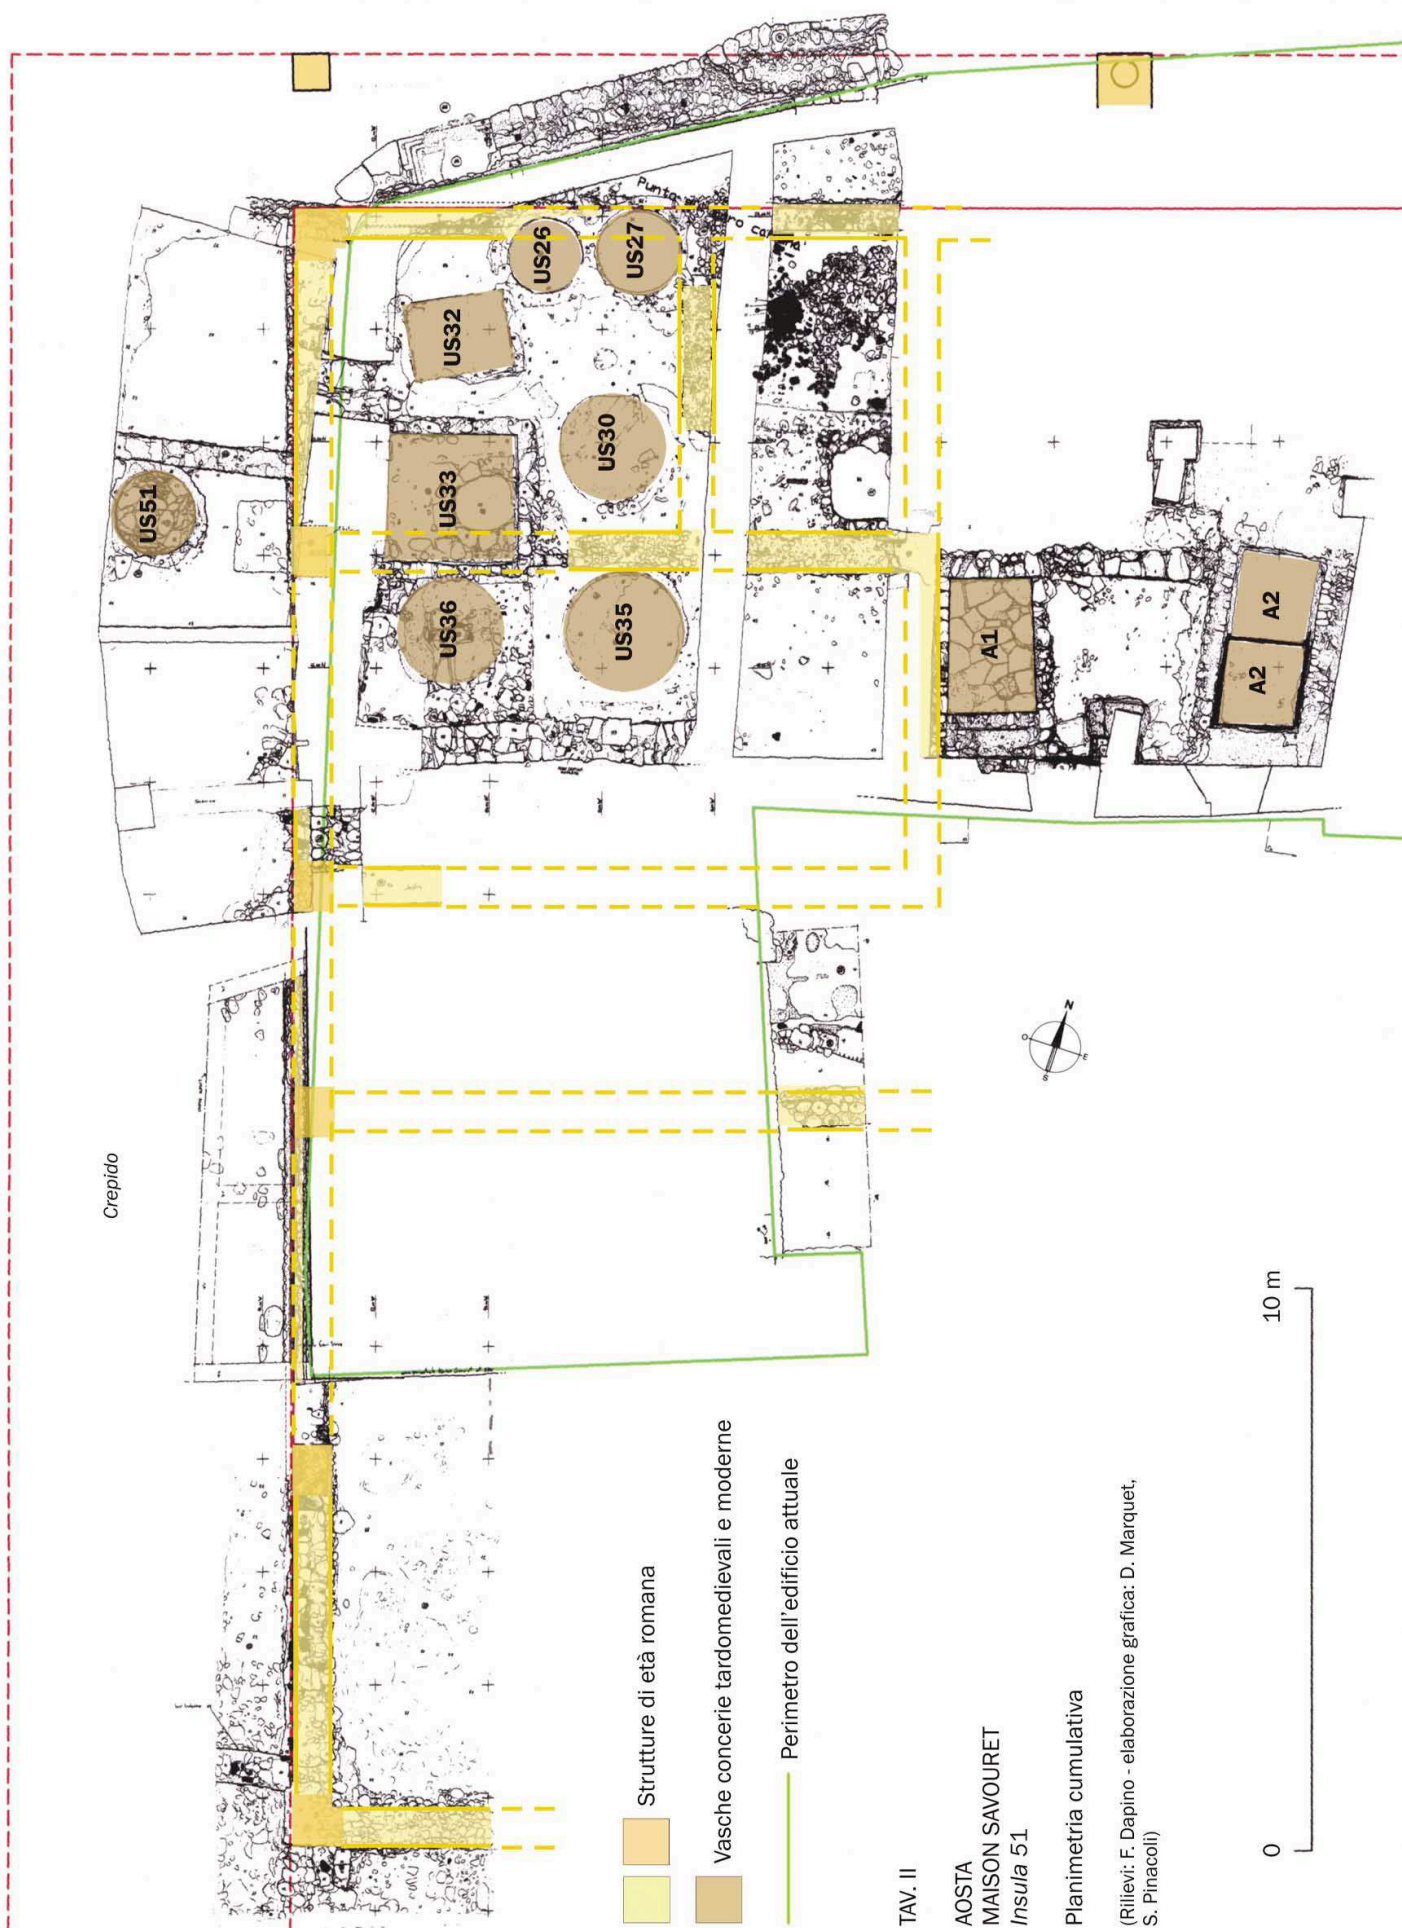 Crepido
US51
US26
US27
US32
US30
US33
US36
US35
A1
A2
A2
Punto
N
O
E
S
Strutture di età romana
Vasche concerie tardomedievali e moderne
Perimetro dell'edificio attuale
TAV. II
AOSTA
MAISON SAVOURET
Insula 51
Planimetria cumulativa
(Rilievi: F. Dapino - elaborazione grafica: D. Marquet,
S. Pinacoli)
0
10 m